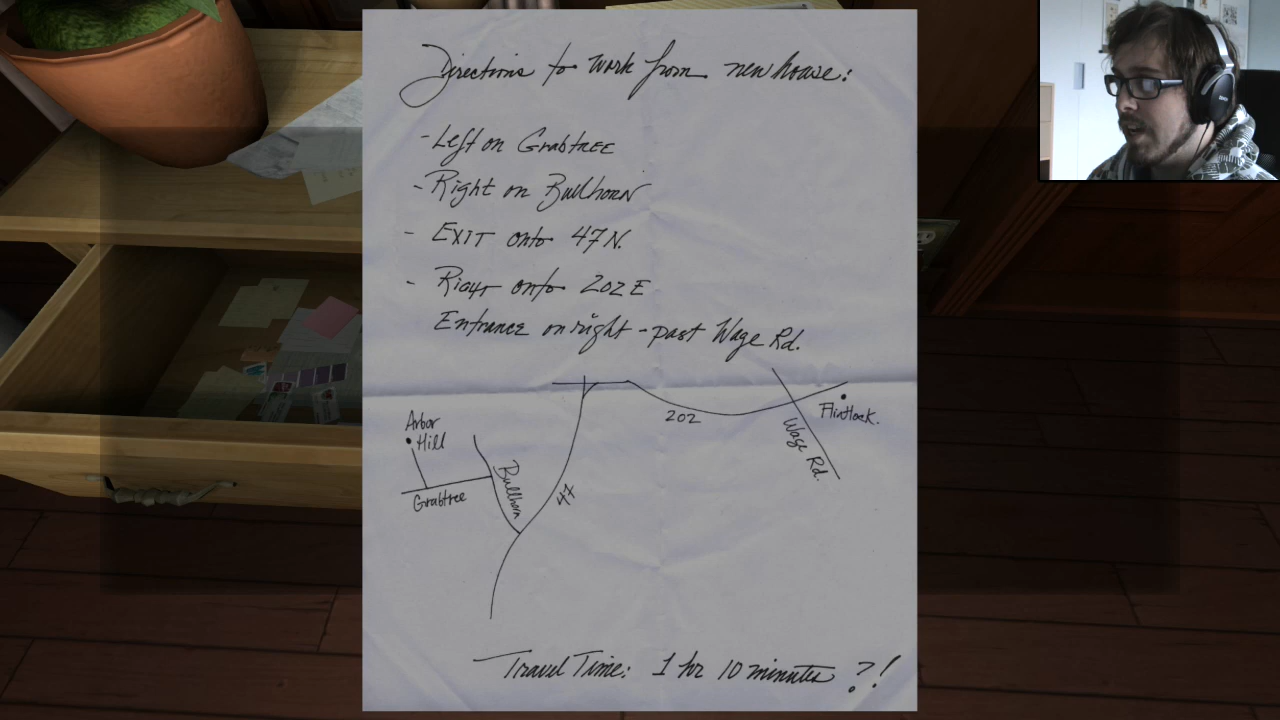 Directions to work from new house:
- Left on Grabtree
- Right on Bullhorn
- Exit onto 47 N.
- Right onto 202 E
Entrance on right - past Wage Rd.
202
Flintlock.
Arbor
Hill
Wage Rd.
Bullhorn
47
Grabtree
Travel Time: 1 hr 10 minutes ?!